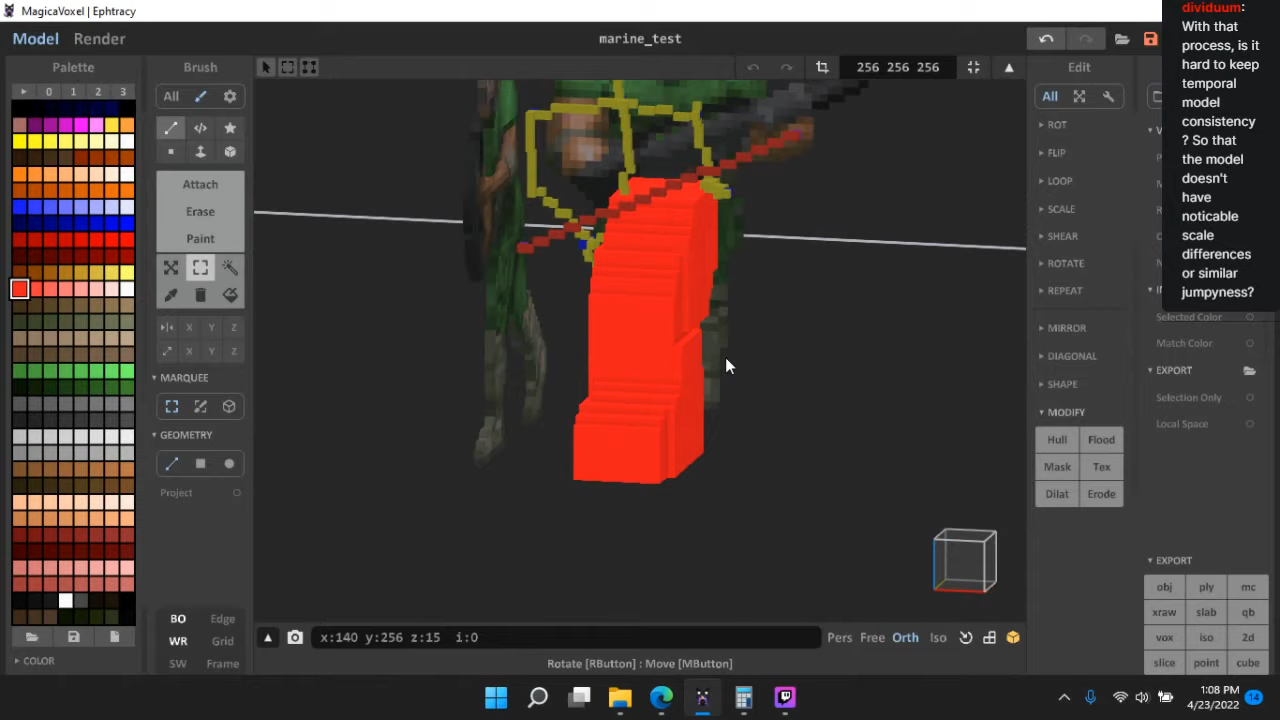 MagicaVoxel | Ephtracy
Model Render
marine_test
Palette
0 1 2 3
COLOR
Brush
All
Attach
Erase
Paint
X Y Z
X Y Z
MARQUEE
GEOMETRY
Project
BO Edge
WR Grid
SW Frame
256 256 256
x:140 y:256 z:15 i:0
Pers Free Orth Iso
Rotate [RButton] : Move [MButton]
Edit
All
ROT
FLIP
LOOP
SCALE
SHEAR
ROTATE
REPEAT
MIRROR
DIAGONAL
SHAPE
MODIFY
Hull Flood
Mask Tex
Dilat Erode
dividuum:
With that
process, is it
hard to keep
temporal
model
consistency
? So that
the model
doesn't
have
noticable
scale
differences
or similar
jumpyness?
Selected Color
Match Color
EXPORT
Selection Only
Local Space
EXPORT
obj ply mc
xraw slab qb
vox iso 2d
slice point cube
1:08 PM
4/23/2022
14